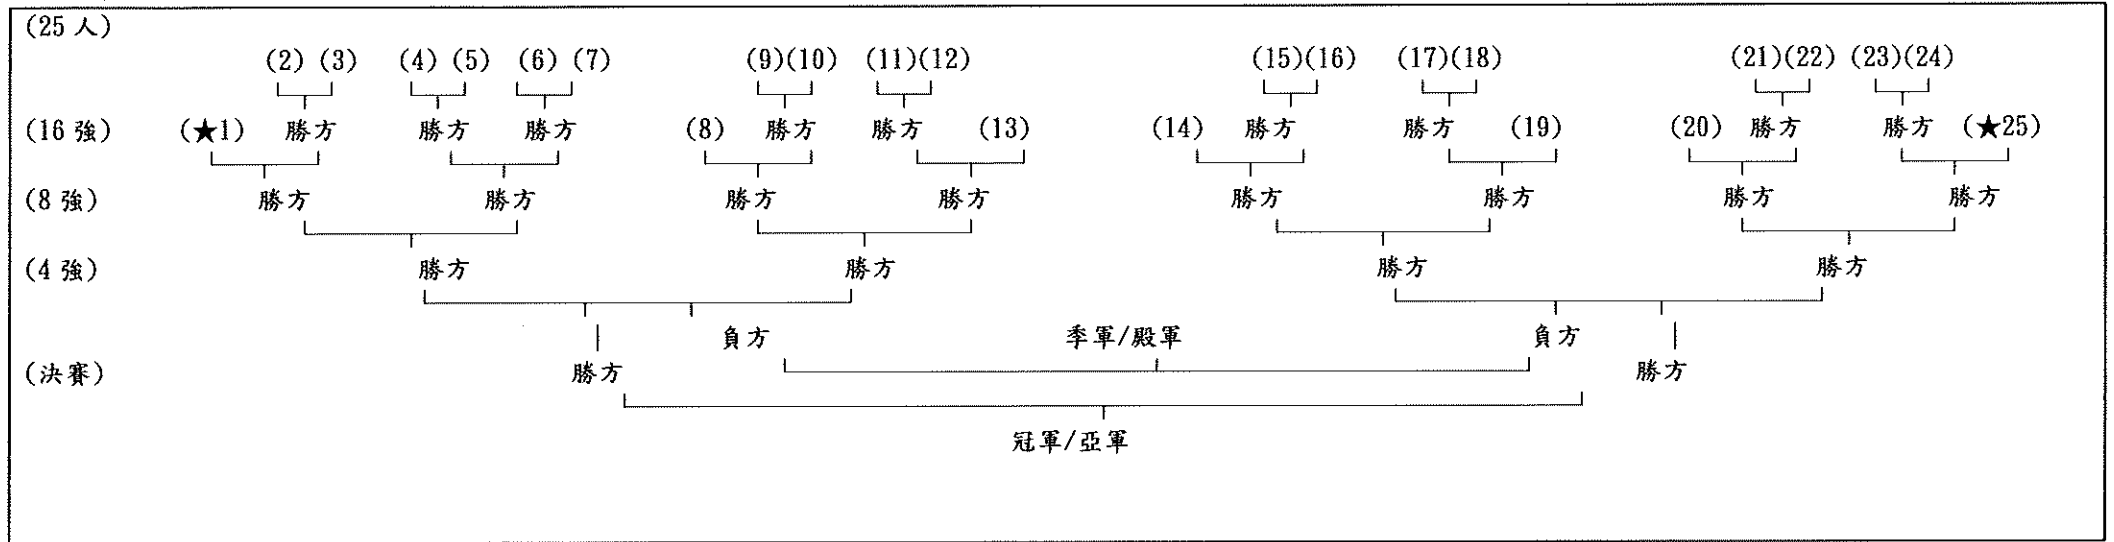 (25 人)
(2) (3) (4) (5) (6) (7) (9)(10) (11)(12) (15)(16) (17)(18) (21)(22) (23)(24)
(16 強) (★1) 勝方 勝方 勝方 (8) 勝方 勝方 (13) (14) 勝方 勝方 (19) (20) 勝方 勝方 (★25)
(8 強) 勝方 勝方 勝方 勝方 勝方 勝方 勝方 勝方
(4 強) 勝方 勝方 勝方 勝方
負方 季軍/殿軍 負方
(決賽) 勝方 勝方
冠軍/亞軍